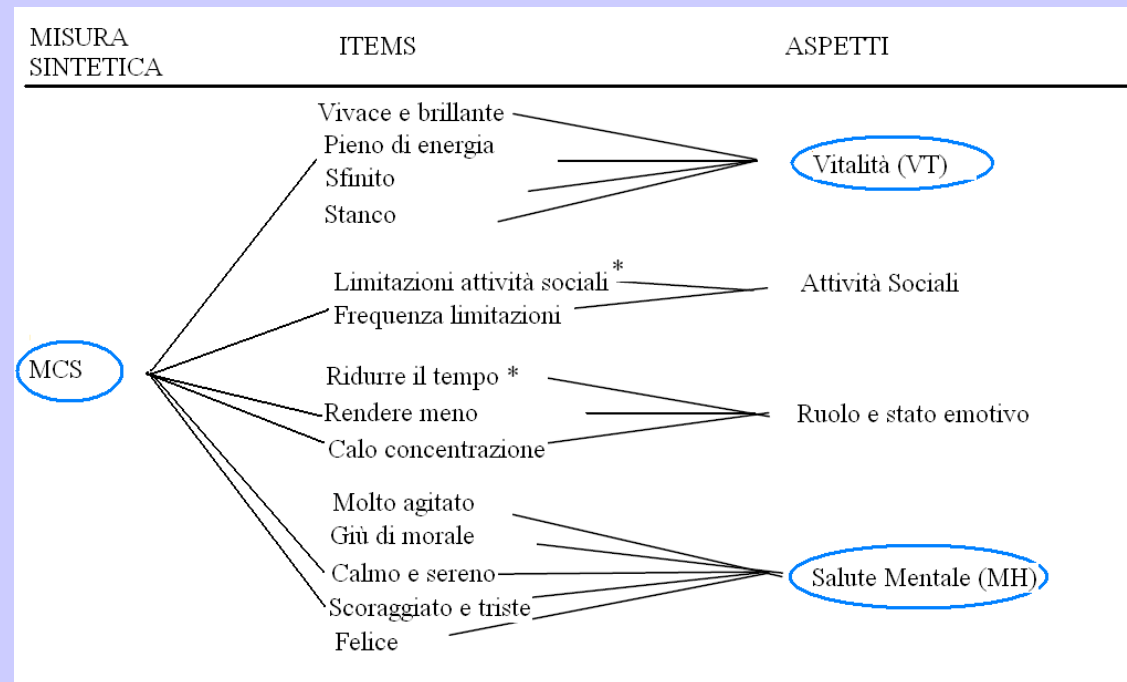 MISURA
SINTETICA
ITEMS
ASPETTI
Vivace e brillante
Pieno di energia
Sfinito
Stanco
Vitalità (VT)
Limitazioni attività sociali *
Frequenza limitazioni
Attività Sociali
MCS
Ridurre il tempo *
Rendere meno
Calo concentrazione
Ruolo e stato emotivo
Molto agitato
Giù di morale
Calmo e sereno
Scoraggiato e triste
Felice
Salute Mentale (MH)